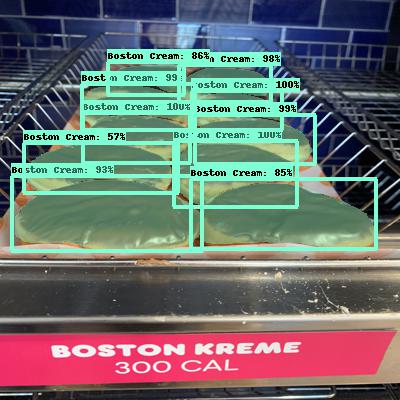 Boston Cream: 86%
n Cream: 98%
Boston Cream: 99
Boston Cream: 100%
Boston Cream: 100%
Boston Cream: 99%
Boston Cream: 57%
Boston Cream: 100%
Boston Cream: 93%
Boston Cream: 85%
BOSTON KREME
300 CAL